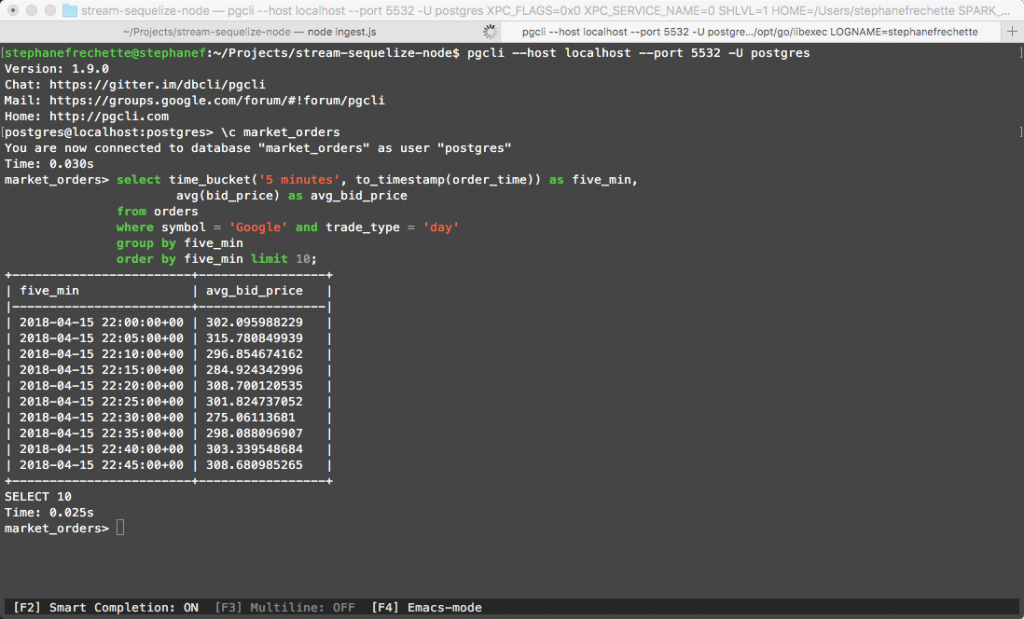 stream-sequelize-node — pgcli --host localhost --port 5532 -U postgres XPC_FLAGS=0x0 XPC_SERVICE_NAME=0 SHLVL=1 HOME=/Users/stephanefrechette SPARK_...
~/Projects/stream-sequelize-node — node ingest.js
pgcli --host localhost --port 5532 -U postgre.../opt/go/libexec LOGNAME=stephanefrechette +
[stephanefrechette@stephanef:~/Projects/stream-sequelize-node$ pgcli --host localhost --port 5532 -U postgres ]
Version: 1.9.0
Chat: https://gitter.im/dbcli/pgcli
Mail: https://groups.google.com/forum/#!forum/pgcli
Home: http://pgcli.com
[postgres@localhost:postgres> \c market_orders ]
You are now connected to database "market_orders" as user "postgres"
Time: 0.030s
market_orders> select time_bucket('5 minutes', to_timestamp(order_time)) as five_min,
avg(bid_price) as avg_bid_price
from orders
where symbol = 'Google' and trade_type = 'day'
group by five_min
order by five_min limit 10;
+------------------------+-----------------+
| five_min | avg_bid_price |
|------------------------+-----------------|
| 2018-04-15 22:00:00+00 | 302.095988229 |
| 2018-04-15 22:05:00+00 | 315.780849939 |
| 2018-04-15 22:10:00+00 | 296.854674162 |
| 2018-04-15 22:15:00+00 | 284.924342996 |
| 2018-04-15 22:20:00+00 | 308.700120535 |
| 2018-04-15 22:25:00+00 | 301.824737052 |
| 2018-04-15 22:30:00+00 | 275.06113681 |
| 2018-04-15 22:35:00+00 | 298.088096907 |
| 2018-04-15 22:40:00+00 | 303.339548684 |
| 2018-04-15 22:45:00+00 | 308.680985265 |
+------------------------+-----------------+
SELECT 10
Time: 0.025s
market_orders>
[F2] Smart Completion: ON [F3] Multiline: OFF [F4] Emacs-mode